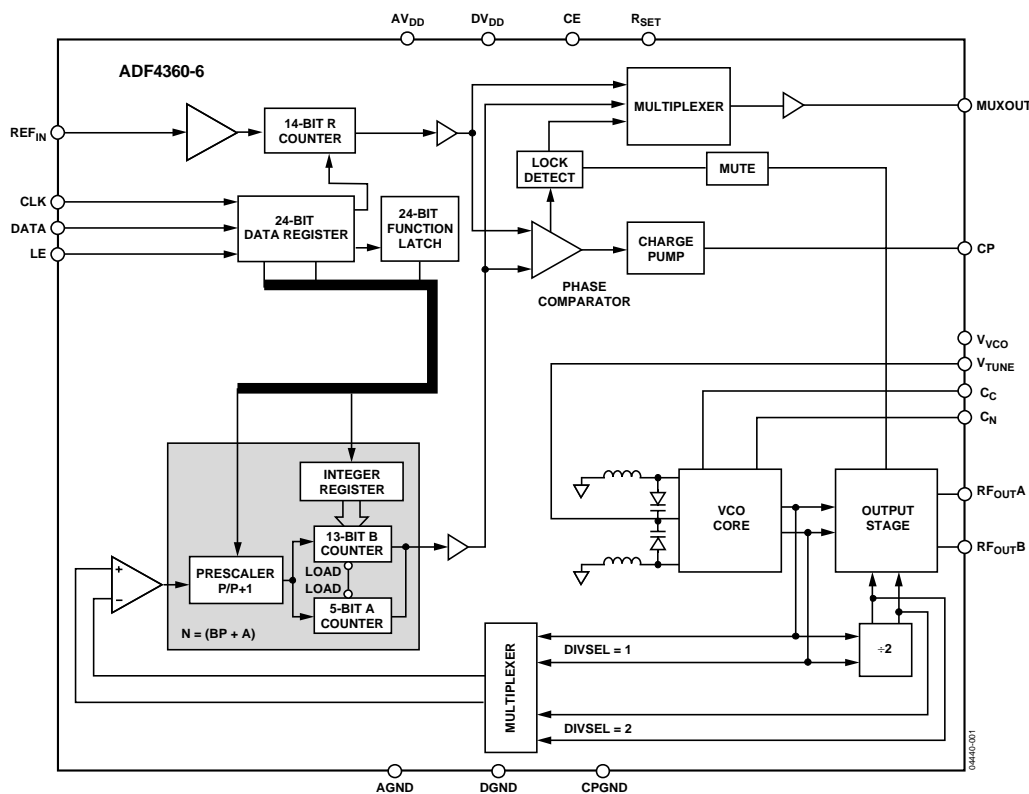 AVDD
DVDD
CE
RSET
ADF4360-6
REFIN
14-BIT R
COUNTER
MULTIPLEXER
MUXOUT
LOCK
DETECT
MUTE
CLK
DATA
LE
24-BIT
DATA REGISTER
24-BIT
FUNCTION
LATCH
CHARGE
PUMP
CP
PHASE
COMPARATOR
VVCO
VTUNE
CC
CN
INTEGER
REGISTER
13-BIT B
COUNTER
LOAD
LOAD
5-BIT A
COUNTER
PRESCALER
P/P+1
+
−
N = (BP + A)
VCO
CORE
OUTPUT
STAGE
RFOUTA
RFOUTB
MULTIPLEXER
DIVSEL = 1
÷2
DIVSEL = 2
AGND
DGND
CPGND
04440-001